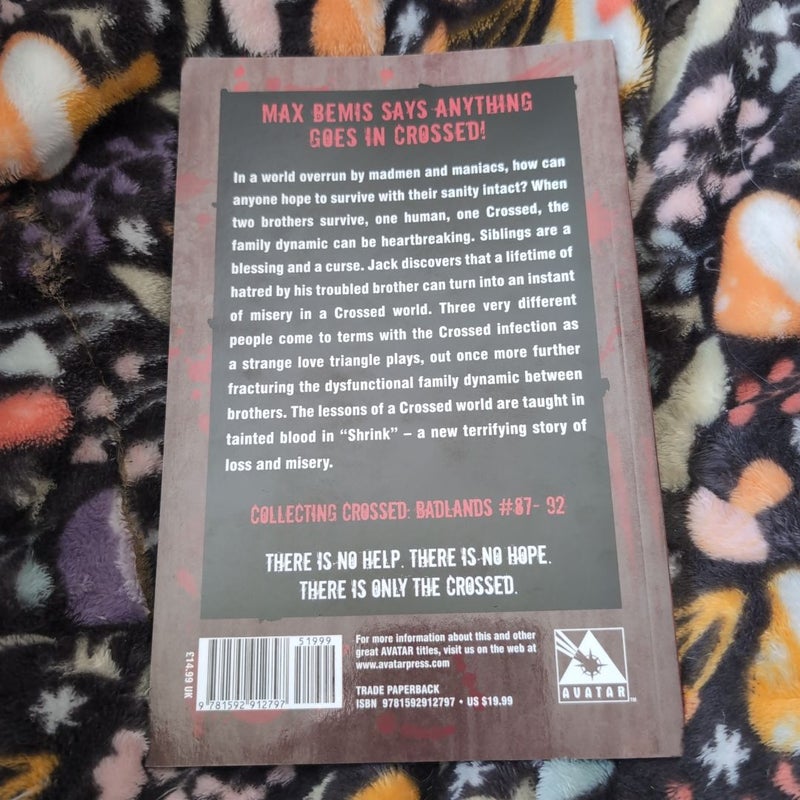 MAX BEMIS SAYS ANYTHING
GOES IN CROSSED!
In a world overrun by madmen and maniacs, how can
anyone hope to survive with their sanity intact? When
two brothers survive, one human, one Crossed, the
family dynamic can be heartbreaking. Siblings are a
blessing and a curse. Jack discovers that a lifetime of
hatred by his troubled brother can turn into an instant
of misery in a Crossed world. Three very different
people come to terms with the Crossed infection as
a strange love triangle plays, out once more further
fracturing the dysfunctional family dynamic between
brothers. The lessons of a Crossed world are taught in
tainted blood in “Shrink” – a new terrifying story of
loss and misery.
COLLECTING CROSSED: BADLANDS #87- 92
THERE IS NO HELP. THERE IS NO HOPE.
THERE IS ONLY THE CROSSED.
£14.99 UK
51999
9 781592 912797
For more information about this and other
great AVATAR titles, visit us on the web at
www.avatarpress.com
TRADE PAPERBACK
ISBN 9781592912797 • US $19.99
AVATAR™